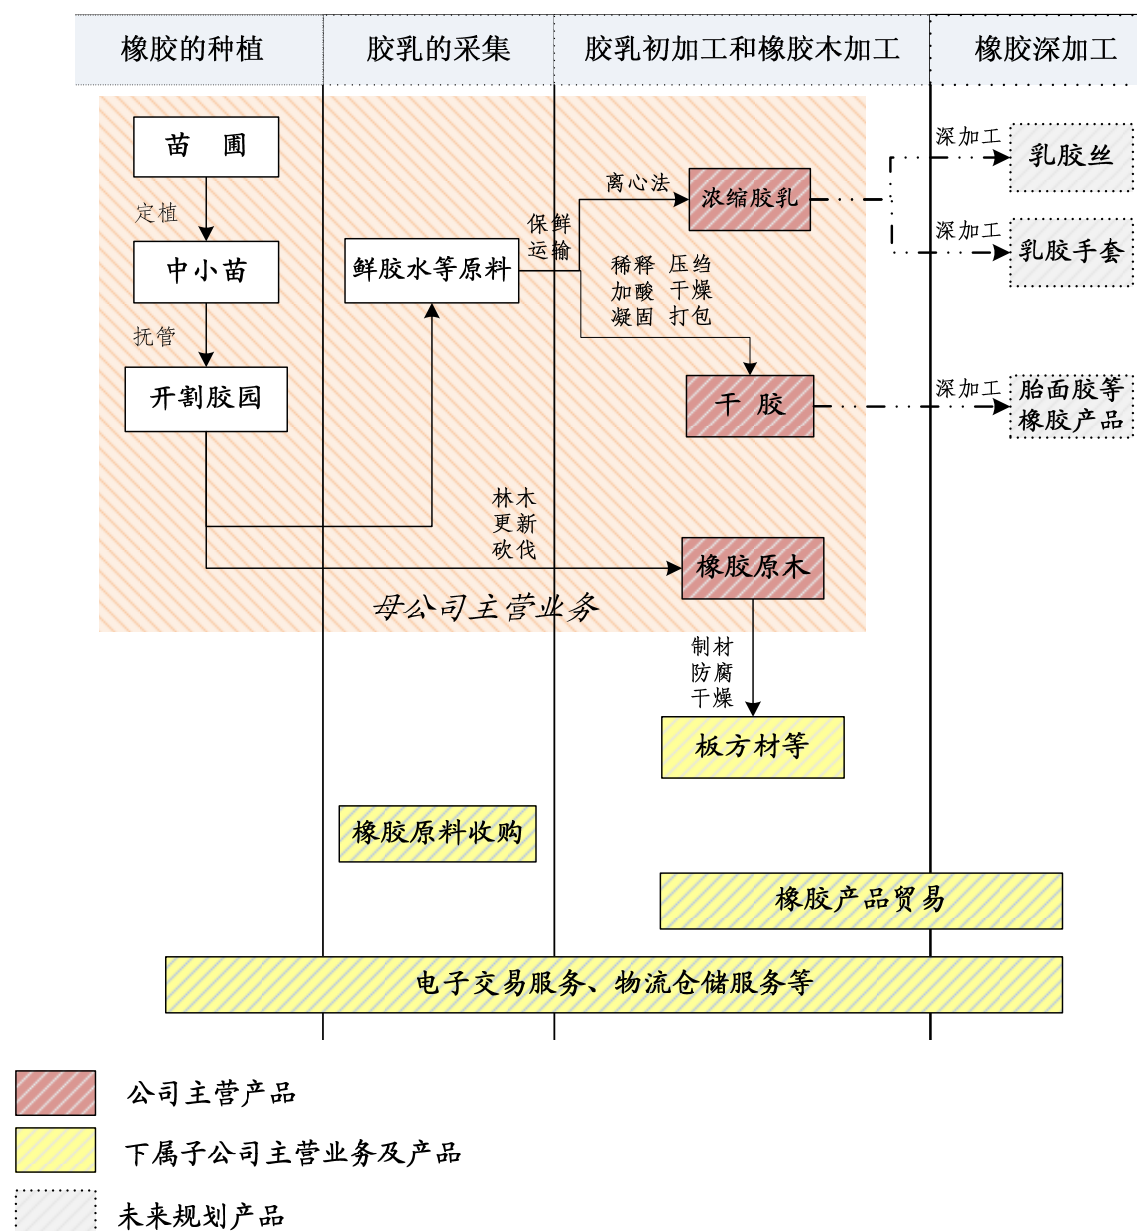 橡胶的种植
胶乳的采集
胶乳初加工和橡胶木加工
橡胶深加工
苗 圃
定植
中小苗
抚管
开割胶园
鲜胶水等原料
保鲜
运输
离心法
浓缩胶乳
稀释 压绉
加酸 干燥
凝固 打包
干 胶
深加工
乳胶丝
深加工
乳胶手套
深加工
胎面胶等
橡胶产品
林木
更新
砍伐
橡胶原木
母公司主营业务
制材
防腐
干燥
板方材等
橡胶原料收购
橡胶产品贸易
电子交易服务、物流仓储服务等
公司主营产品
下属子公司主营业务及产品
未来规划产品